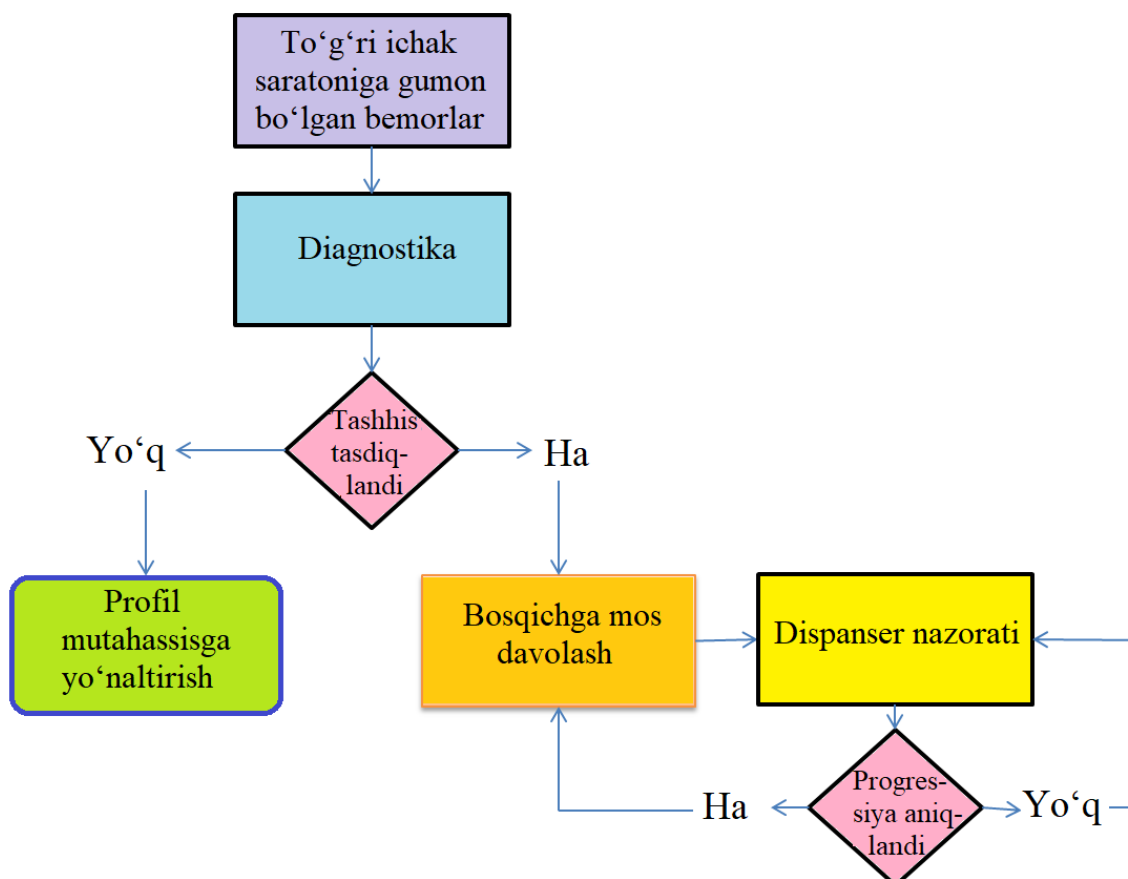 To‘g‘ri ichak
saratoniga gumon
bo‘lgan bemorlar
Diagnostika
Tashhis
tasdiq-
landi
Yo‘q
Ha
Profil
mutahassisga
yo‘naltirish
Bosqichga mos
davolash
Dispanser nazorati
Progres-
siya aniq-
landi
Ha
Yo‘q